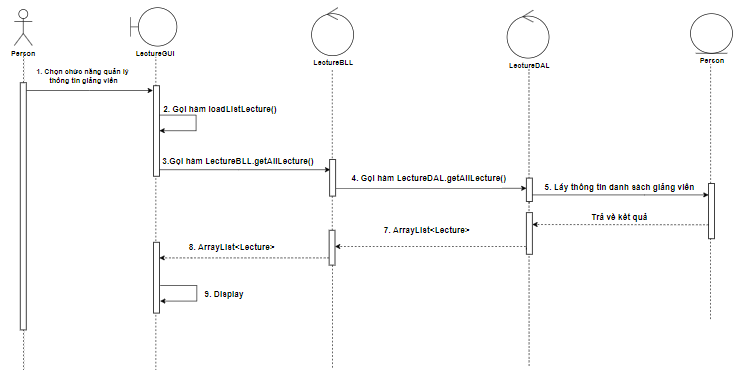 Person
LectureGUI
LectureBLL
LectureDAL
Person
1. Chọn chức năng quản lý
thông tin giảng viên
2. Gọi hàm loadListLecture()
3.Gọi hàm LectureBLL.getAllLecture()
4. Gọi hàm LectureDAL.getAllLecture()
5. Lấy thông tin danh sách giảng viên
Trả về kết quả
7. ArrayList<Lecture>
8. ArrayList<Lecture>
9. Display